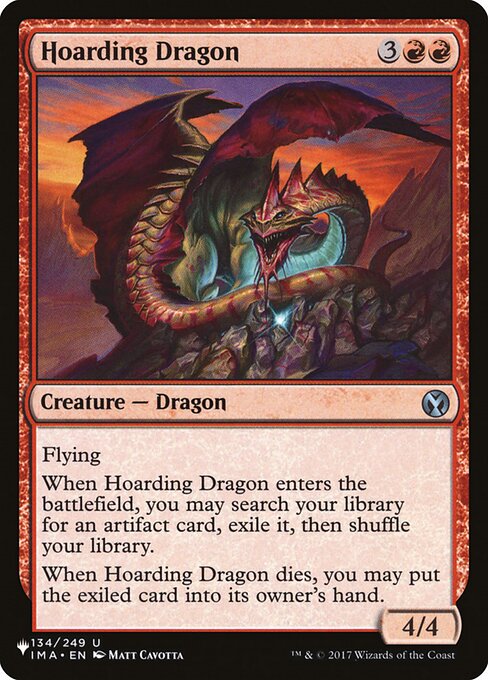 Hoarding Dragon 3
Creature — Dragon
Flying
When Hoarding Dragon enters the
battlefield, you may search your library
for an artifact card, exile it, then shuffle
your library.
When Hoarding Dragon dies, you may put
the exiled card into its owner's hand.
4/4
134/249 U
IMA • EN Matt Cavotta
™ & © 2017 Wizards of the Coast